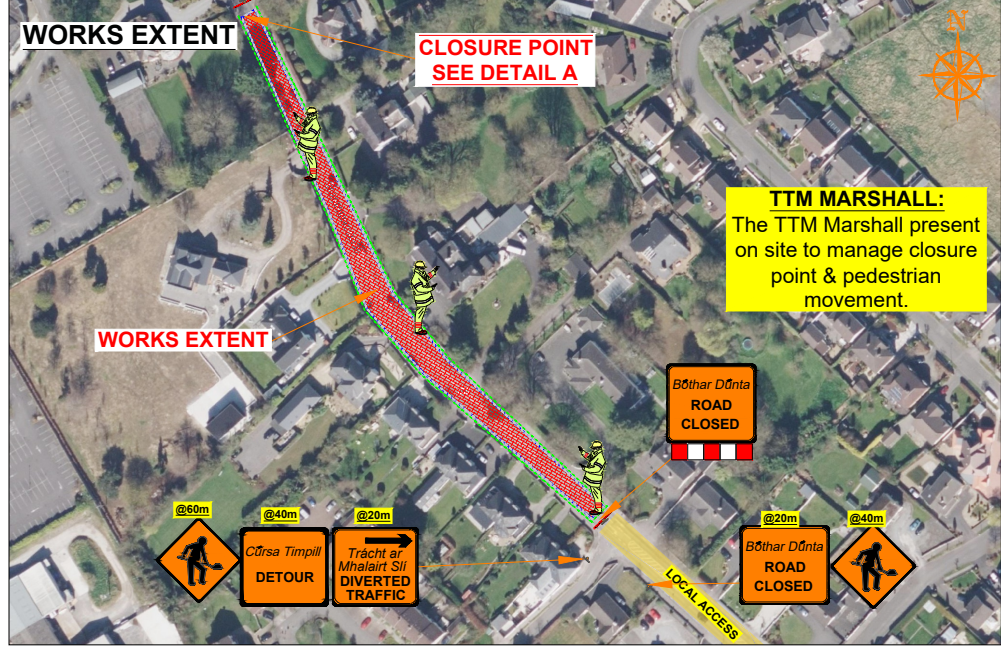 WORKS EXTENT
CLOSURE POINT
SEE DETAIL A
N
TTM MARSHALL:
The TTM Marshall present
on site to manage closure
point & pedestrian
movement.
WORKS EXTENT
Bóthar Dúnta
ROAD
CLOSED
@60m
@40m
Cúrsa Timpill
DETOUR
@20m
Trácht ar
Mhalairt Slí
DIVERTED
TRAFFIC
@20m
Bóthar Dúnta
ROAD
CLOSED
@40m
LOCAL ACCESS